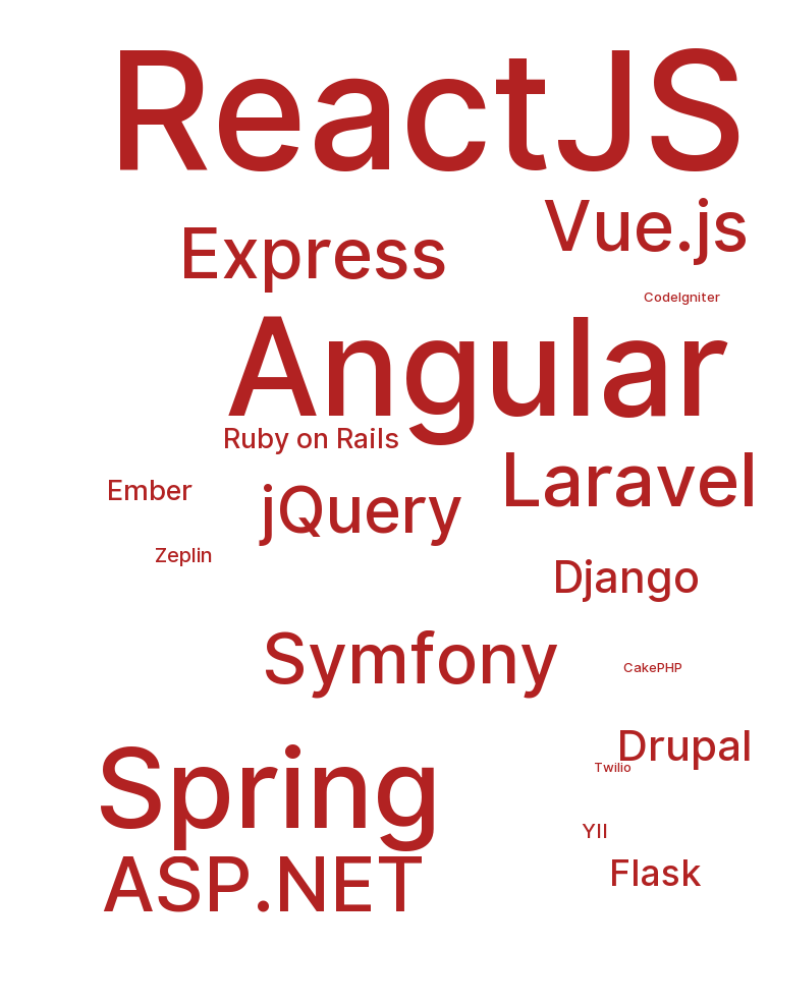 ReactJS
Vue.js
Express
CodeIgniter
Angular
Ruby on Rails
Laravel
Ember
jQuery
Zeplin
Django
Symfony
CakePHP
Drupal
Twilio
Spring
YII
Flask
ASP.NET